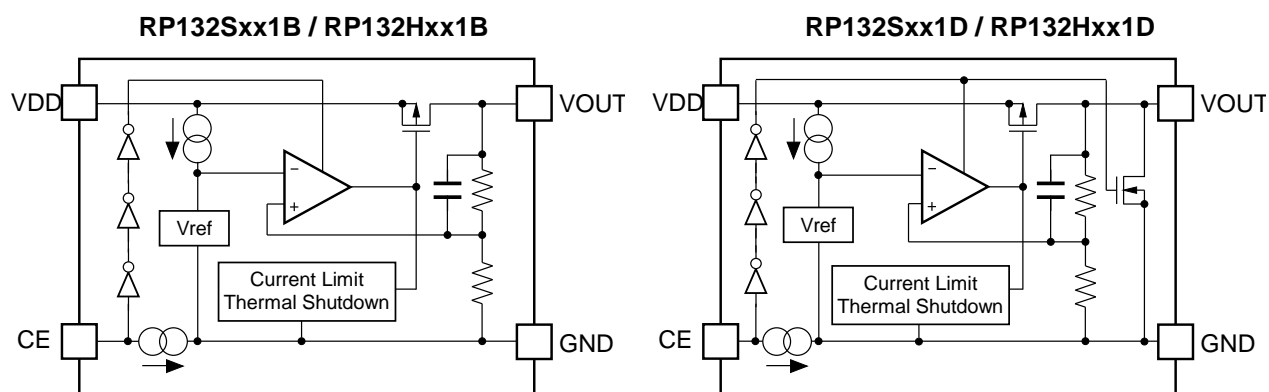 RP132Sxx1B / RP132Hxx1B
VDD
VOUT
−
+
Vref
Current Limit
Thermal Shutdown
CE
GND
RP132Sxx1D / RP132Hxx1D
VDD
VOUT
−
+
Vref
Current Limit
Thermal Shutdown
CE
GND